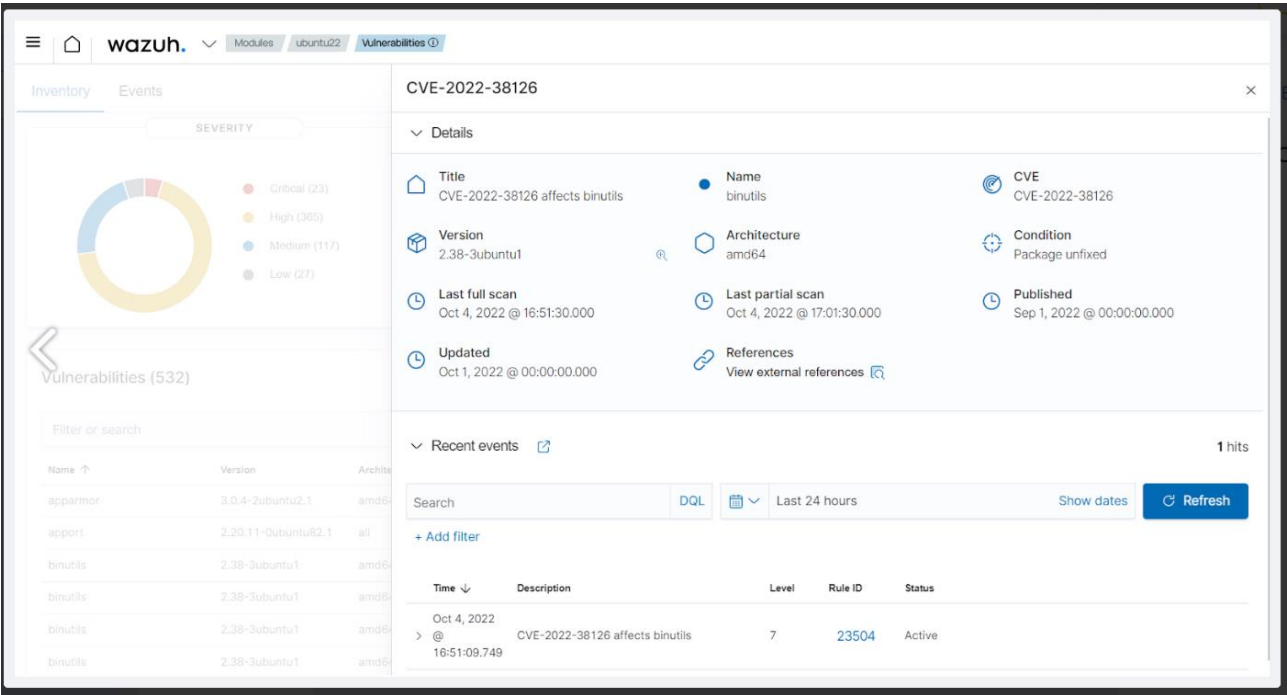 wazuh.
Modules
ubuntu22
Vulnerabilities
Inventory
Events
SEVERITY
Critical (23)
High (365)
Medium (117)
Low (27)
Vulnerabilities (532)
Filter or search
Name
Version
Archite
apparmor
3.0.4-2ubuntu2.1
amd64
apport
2.20.11-0ubuntu82.1
all
binutils
2.38-3ubuntu1
amd64
binutils
2.38-3ubuntu1
amd64
binutils
2.38-3ubuntu1
amd64
binutils
2.38-3ubuntu1
amd64
CVE-2022-38126
Details
Title
CVE-2022-38126 affects binutils
Name
binutils
CVE
CVE-2022-38126
Version
2.38-3ubuntu1
Architecture
amd64
Condition
Package unfixed
Last full scan
Oct 4, 2022 @ 16:51:30.000
Last partial scan
Oct 4, 2022 @ 17:01:30.000
Published
Sep 1, 2022 @ 00:00:00.000
Updated
Oct 1, 2022 @ 00:00:00.000
References
View external references
Recent events
1 hits
Search
DQL
Last 24 hours
Show dates
Refresh
+ Add filter
Time
Description
Level
Rule ID
Status
Oct 4, 2022
@
16:51:09.749
CVE-2022-38126 affects binutils
7
23504
Active